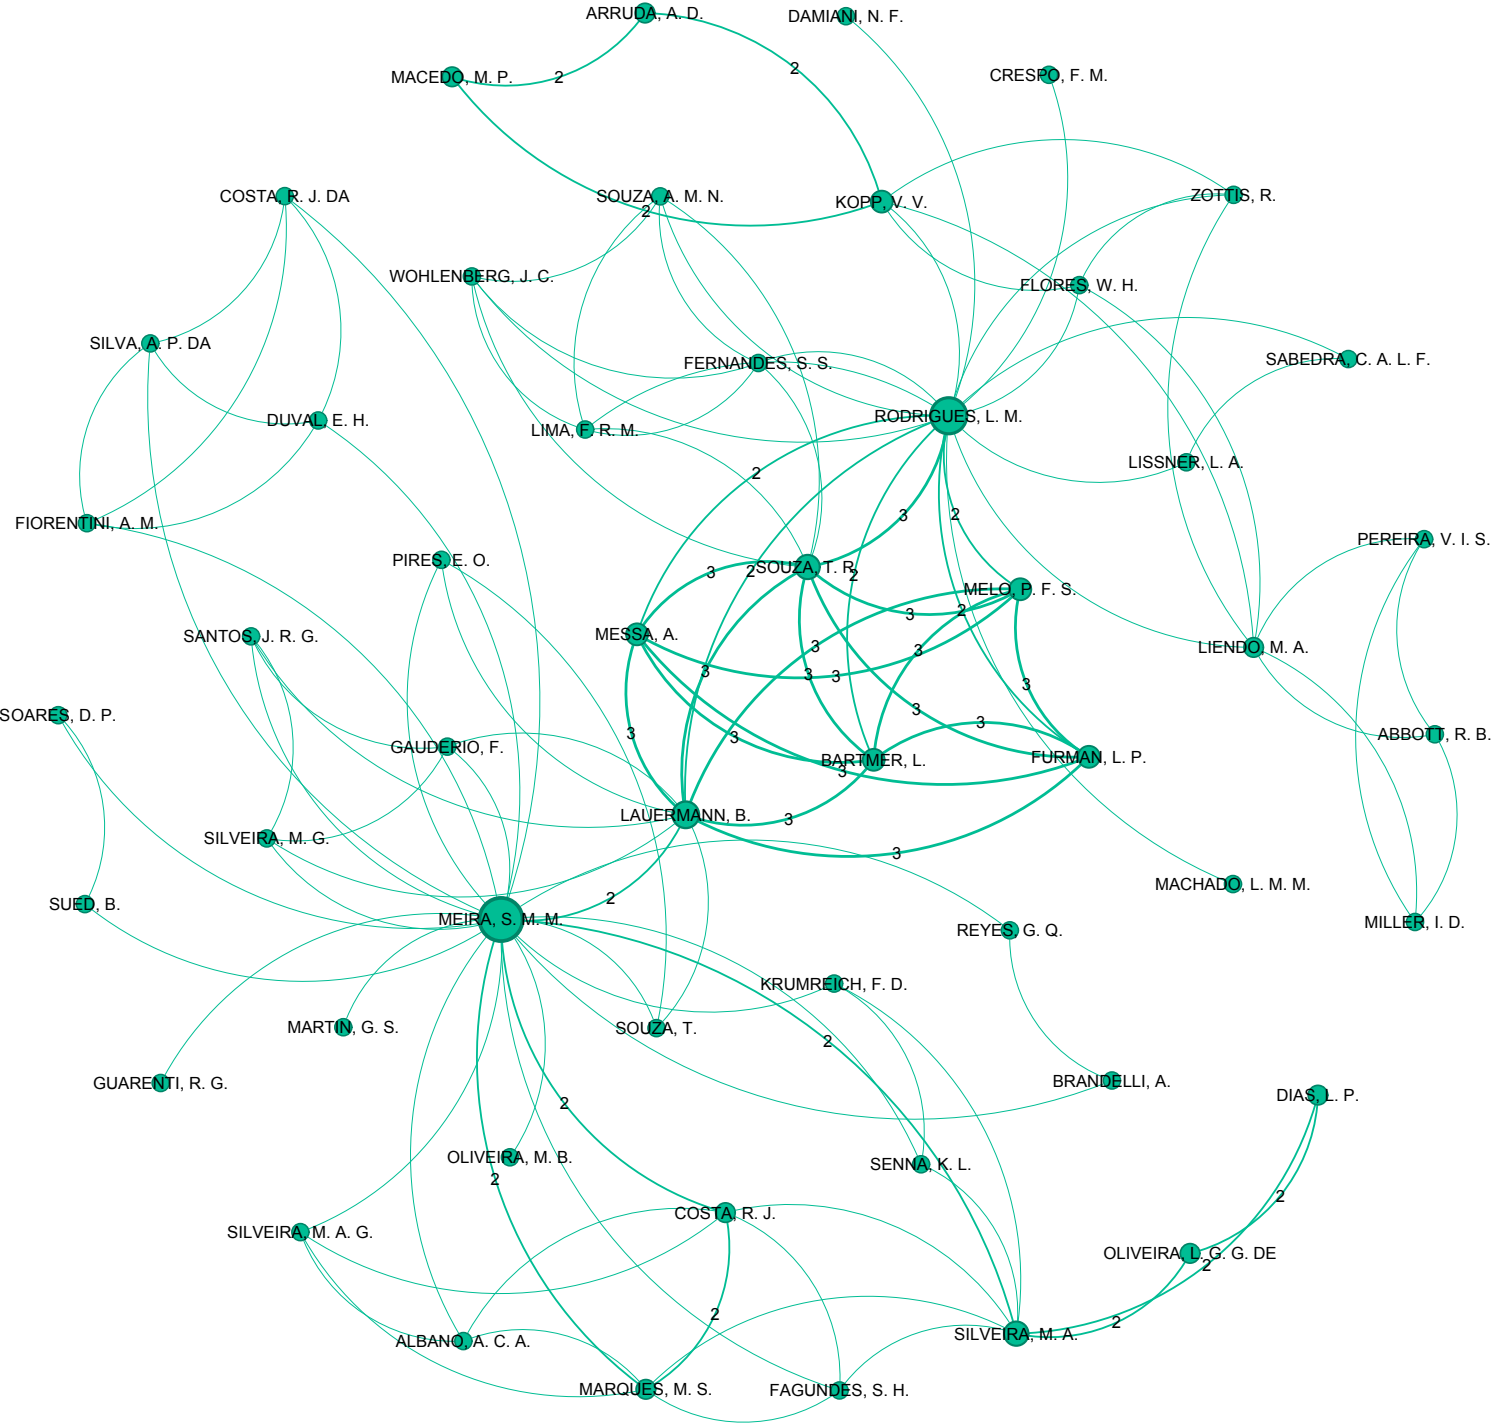 ARRUDA, A. D.
DAMIANI, N. F.
2
MACEDO, M. P.
2
CRESPO, F. M.
COSTA, R. J. DA
SOUZA, A. M. N.
2
KOPP, V. V.
ZOTTIS, R.
WOHLENBERG, J. C.
FLORES, W. H.
SILVA, A. P. DA
FERNANDES, S. S.
SABEDRA, C. A. L. F.
DUVAL, E. H.
LIMA, F. R. M.
RODRIGUES, L. M.
LISSNER, L. A.
2
FIORENTINI, A. M.
3
2
PEREIRA, V. I. S.
PIRES, E. O.
3
2
SOUZA, T. R.
2
MELO, P. F. S.
3
2
SANTOS, J. R. G.
MESSA, A.
3
3
LIENDO, M. A.
3
3
3
3
SOARES, D. P.
3
3
3
3
ABBOTT, R. B.
GAUDERIO, F.
BARTMER, L.
3
FURMAN, L. P.
LAUERMANN, B.
3
SILVEIRA, M. G.
3
MACHADO, L. M. M.
SUED, B.
2
MEIRA, S. M. M.
REYES, G. Q.
MILLER, I. D.
KRUMREICH, F. D.
MARTIN, G. S.
SOUZA, T.
2
GUARENTI, R. G.
BRANDELLI, A.
DIAS, L. P.
2
OLIVEIRA, M. B.
2
SENNA, K. L.
2
SILVEIRA, M. A. G.
COSTA, R. J.
OLIVEIRA, L. G. G. DE
2
2
2
ALBANO, A. C. A.
SILVEIRA, M. A.
MARQUES, M. S.
FAGUNDES, S. H.